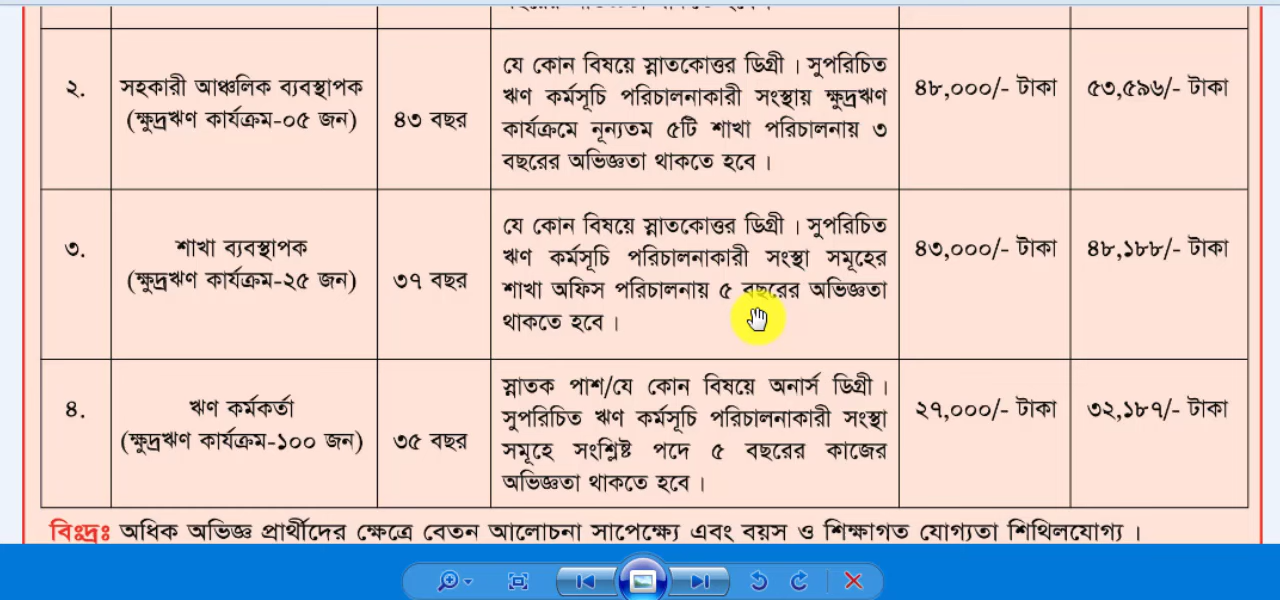 ২.
সহকারী আঞ্চলিক ব্যবস্থাপক
(ক্ষুদ্রঋণ কার্যক্রম-০৫ জন)
৪৩ বছর
যে কোন বিষয়ে স্নাতকোত্তর ডিগ্রী। সুপরিচিত
ঋণ কর্মসূচি পরিচালনাকারী সংস্থায় ক্ষুদ্রঋণ
কার্যক্রমে নূন্যতম ৫টি শাখা পরিচালনায় ৩
বছরের অভিজ্ঞতা থাকতে হবে।
৪৮,০০০/- টাকা
৫৩,৫৯৬/- টাকা
৩.
শাখা ব্যবস্থাপক
(ক্ষুদ্রঋণ কার্যক্রম-২৫ জন)
৩৭ বছর
যে কোন বিষয়ে স্নাতকোত্তর ডিগ্রী। সুপরিচিত
ঋণ কর্মসূচি পরিচালনাকারী সংস্থা সমূহের
শাখা অফিস পরিচালনায় ৫ বছরের অভিজ্ঞতা
থাকতে হবে।
৪৩,০০০/- টাকা
৪৮,১৮৮/- টাকা
৪.
ঋণ কর্মকর্তা
(ক্ষুদ্রঋণ কার্যক্রম-১০০ জন)
৩৫ বছর
স্নাতক পাশ/যে কোন বিষয়ে অনার্স ডিগ্রী।
সুপরিচিত ঋণ কর্মসূচি পরিচালনাকারী সংস্থা
সমূহে সংশ্লিষ্ট পদে ৫ বছরের কাজের
অভিজ্ঞতা থাকতে হবে।
২৭,০০০/- টাকা
৩২,১৮৭/- টাকা
বিঃদ্রঃ অধিক অভিজ্ঞ প্রার্থীদের ক্ষেত্রে বেতন আলোচনা সাপেক্ষ্যে এবং বয়স ও শিক্ষাগত যোগ্যতা শিথিলযোগ্য।